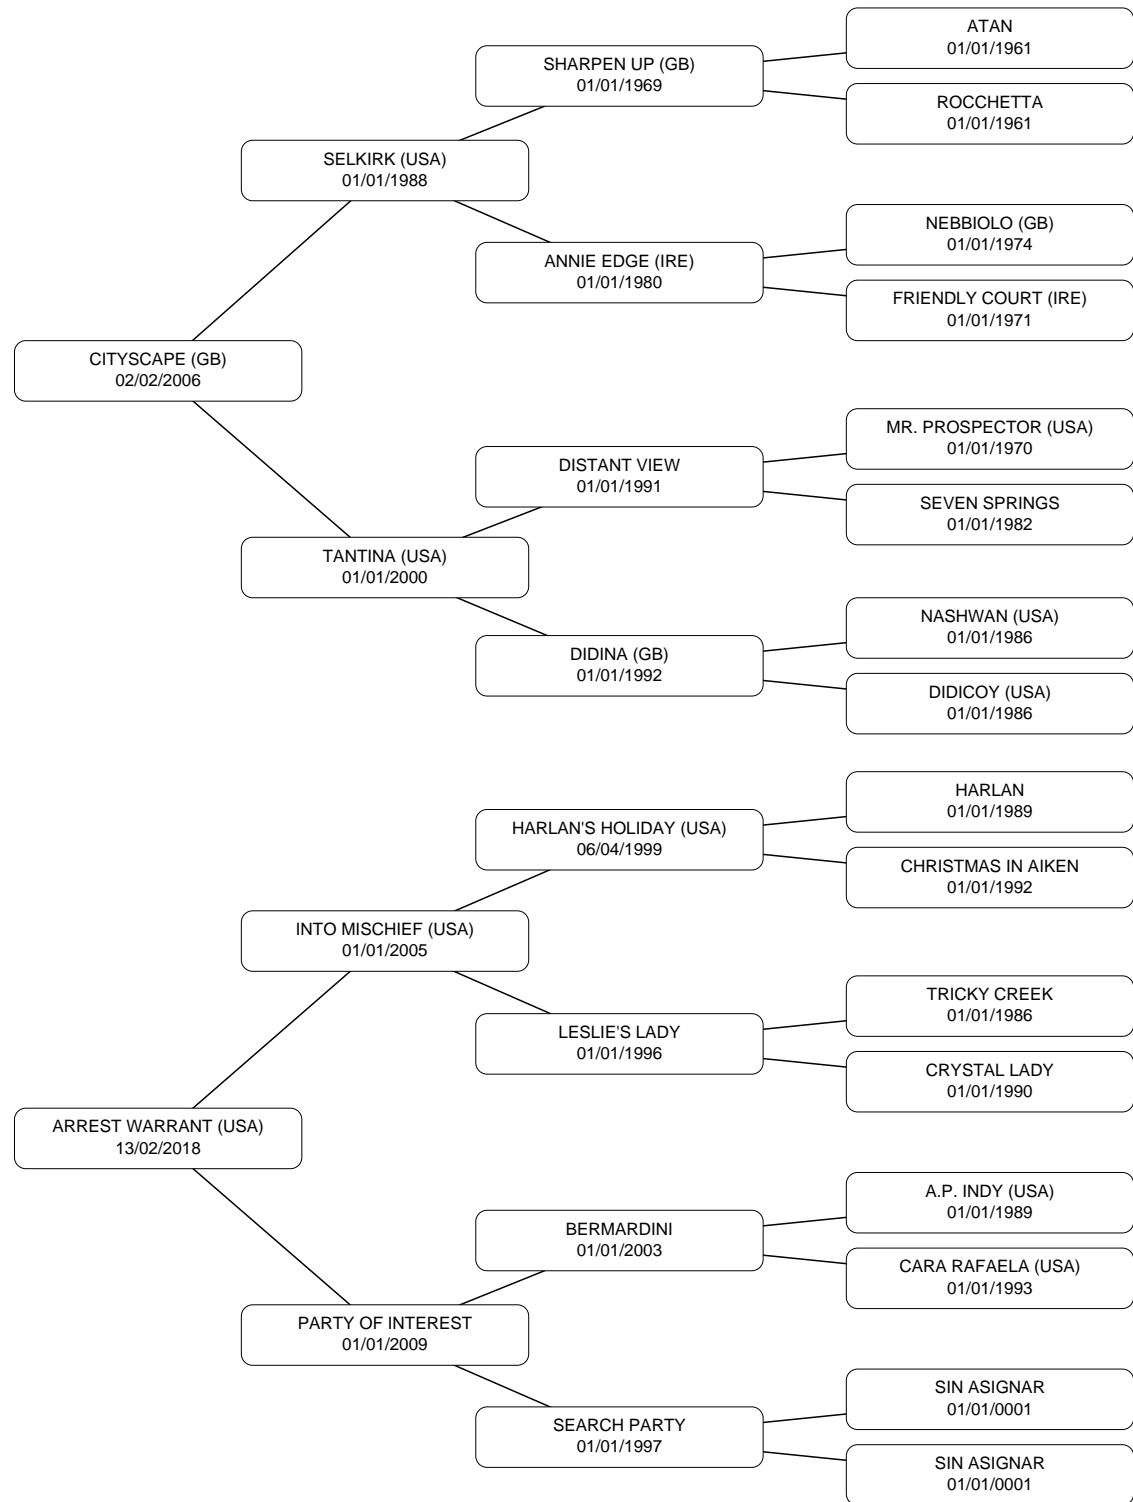 ATAN
01/01/1961
SHARPEN UP (GB)
01/01/1969
ROCCHETTA
01/01/1961
SELKIRK (USA)
01/01/1988
NEBBIOLO (GB)
01/01/1974
ANNIE EDGE (IRE)
01/01/1980
FRIENDLY COURT (IRE)
01/01/1971
CITYSCAPE (GB)
02/02/2006
MR. PROSPECTOR (USA)
01/01/1970
DISTANT VIEW
01/01/1991
SEVEN SPRINGS
01/01/1982
TANTINA (USA)
01/01/2000
NASHWAN (USA)
01/01/1986
DIDINA (GB)
01/01/1992
DIDICOY (USA)
01/01/1986
HARLAN
01/01/1989
HARLAN'S HOLIDAY (USA)
06/04/1999
CHRISTMAS IN AIKEN
01/01/1992
INTO MISCHIEF (USA)
01/01/2005
TRICKY CREEK
01/01/1986
LESLIE'S LADY
01/01/1996
CRYSTAL LADY
01/01/1990
ARREST WARRANT (USA)
13/02/2018
A.P. INDY (USA)
01/01/1989
BERMARDINI
01/01/2003
CARA RAFAELA (USA)
01/01/1993
PARTY OF INTEREST
01/01/2009
SIN ASIGNAR
01/01/0001
SEARCH PARTY
01/01/1997
SIN ASIGNAR
01/01/0001